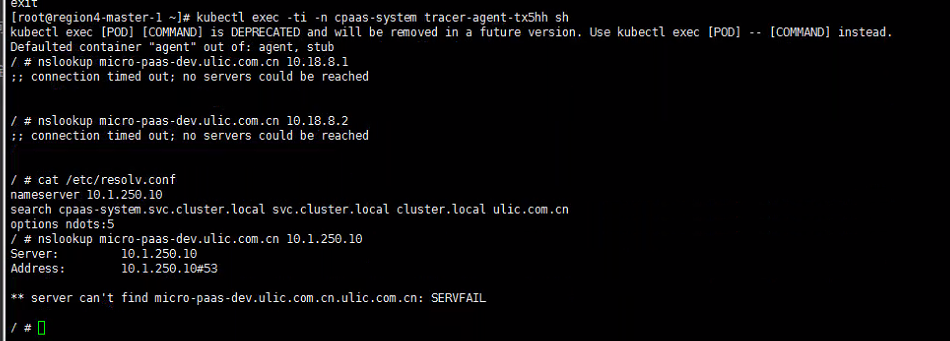 exit
[root@region4-master-1 ~]# kubectl exec -ti -n cpaas-system tracer-agent-tx5hh sh
kubectl exec [POD] [COMMAND] is DEPRECATED and will be removed in a future version. Use kubectl exec [POD] -- [COMMAND] instead.
Defaulted container "agent" out of: agent, stub
/ # nslookup micro-paas-dev.ulic.com.cn 10.18.8.1
;; connection timed out; no servers could be reached
/ # nslookup micro-paas-dev.ulic.com.cn 10.18.8.2
;; connection timed out; no servers could be reached
/ # cat /etc/resolv.conf
nameserver 10.1.250.10
search cpaas-system.svc.cluster.local svc.cluster.local cluster.local ulic.com.cn
options ndots:5
/ # nslookup micro-paas-dev.ulic.com.cn 10.1.250.10
Server:         10.1.250.10
Address:        10.1.250.10#53
** server can't find micro-paas-dev.ulic.com.cn.ulic.com.cn: SERVFAIL
/ #